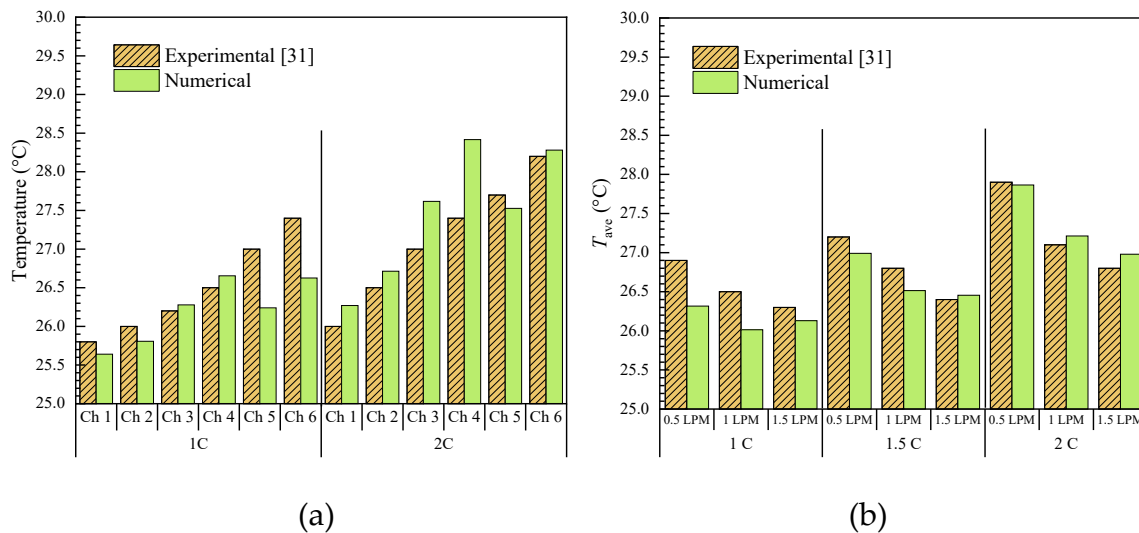 30.0
29.5
29.0
28.5
28.0
27.5
27.0
26.5
26.0
25.5
25.0
Temperature (°C)
Experimental [31]
Numerical
Ch 1 Ch 2 Ch 3 Ch 4 Ch 5 Ch 6 Ch 1 Ch 2 Ch 3 Ch 4 Ch 5 Ch 6
1C 2C
(a)
30.0
29.5
29.0
28.5
28.0
27.5
27.0
26.5
26.0
25.5
25.0
Tave (°C)
Experimental [31]
Numerical
0.5 LPM 1 LPM 1.5 LPM 0.5 LPM 1 LPM 1.5 LPM 0.5 LPM 1 LPM 1.5 LPM
1 C 1.5 C 2 C
(b)